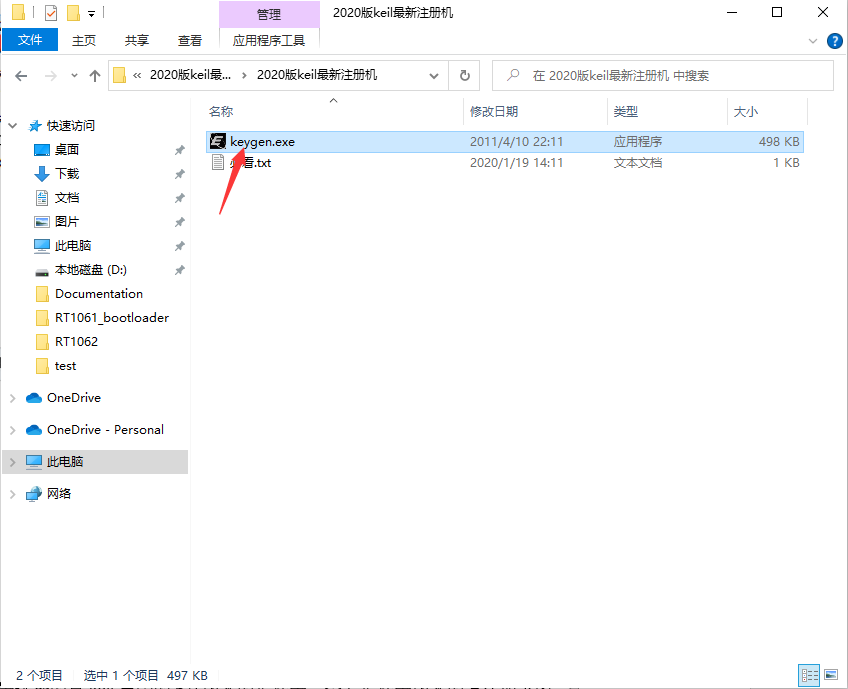 管理
2020版keil最新注册机
文件
主页
共享
查看
应用程序工具
« 2020版keil最... › 2020版keil最新注册机
在 2020版keil最新注册机 中搜索
名称
修改日期
类型
大小
keygen.exe
2011/4/10 22:11
应用程序
498 KB
必看.txt
2020/1/19 14:11
文本文档
1 KB
快速访问
桌面
下载
文档
图片
此电脑
本地磁盘 (D:)
Documentation
RT1061_bootloader
RT1062
test
OneDrive
OneDrive - Personal
此电脑
网络
2 个项目
选中 1 个项目 497 KB